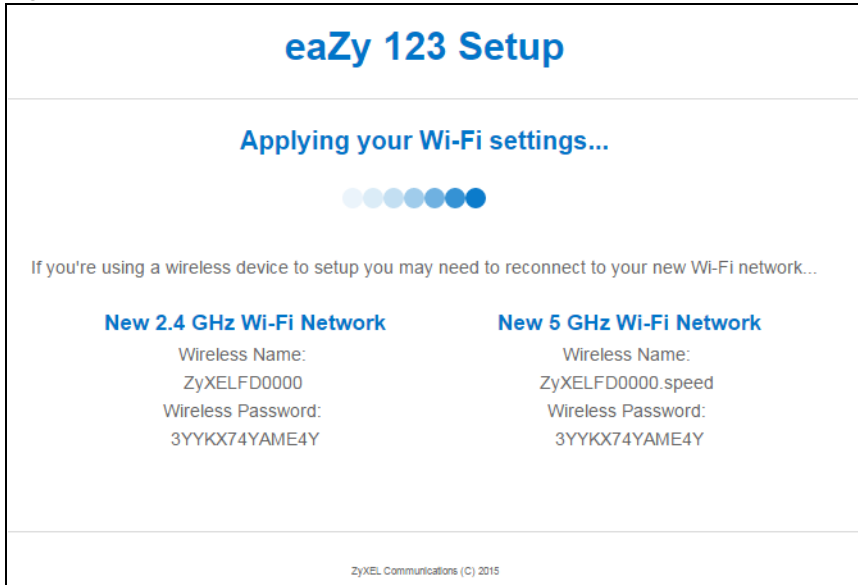 eaZy 123 Setup
Applying your Wi-Fi settings...
If you're using a wireless device to setup you may need to reconnect to your new Wi-Fi network...
New 2.4 GHz Wi-Fi Network
Wireless Name:
ZyXELFD0000
Wireless Password:
3YYKX74YAME4Y
New 5 GHz Wi-Fi Network
Wireless Name:
ZyXELFD0000.speed
Wireless Password:
3YYKX74YAME4Y
ZyXEL Communications (C) 2015